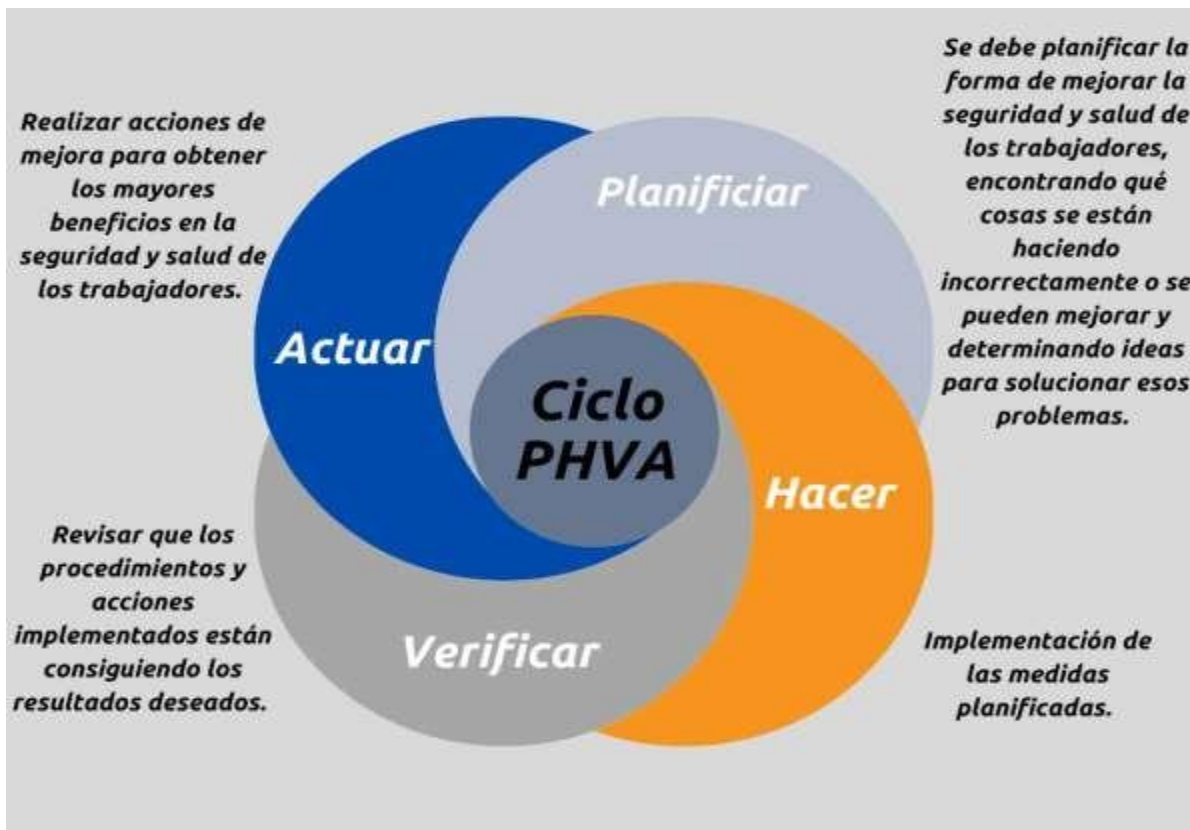 Se debe planificar la
forma de mejorar la
seguridad y salud de
los trabajadores,
encontrando qué
cosas se están
haciendo
incorrectamente o se
pueden mejorar y
determinando ideas
para solucionar esos
problemas.
Realizar acciones de
mejora para obtener
los mayores
beneficios en la
seguridad y salud de
los trabajadores.
Planificiar
Actuar
Ciclo
PHVA
Hacer
Verificar
Revisar que los
procedimientos y
acciones
implementados están
consiguiendo los
resultados deseados.
Implementación de
las medidas
planificadas.